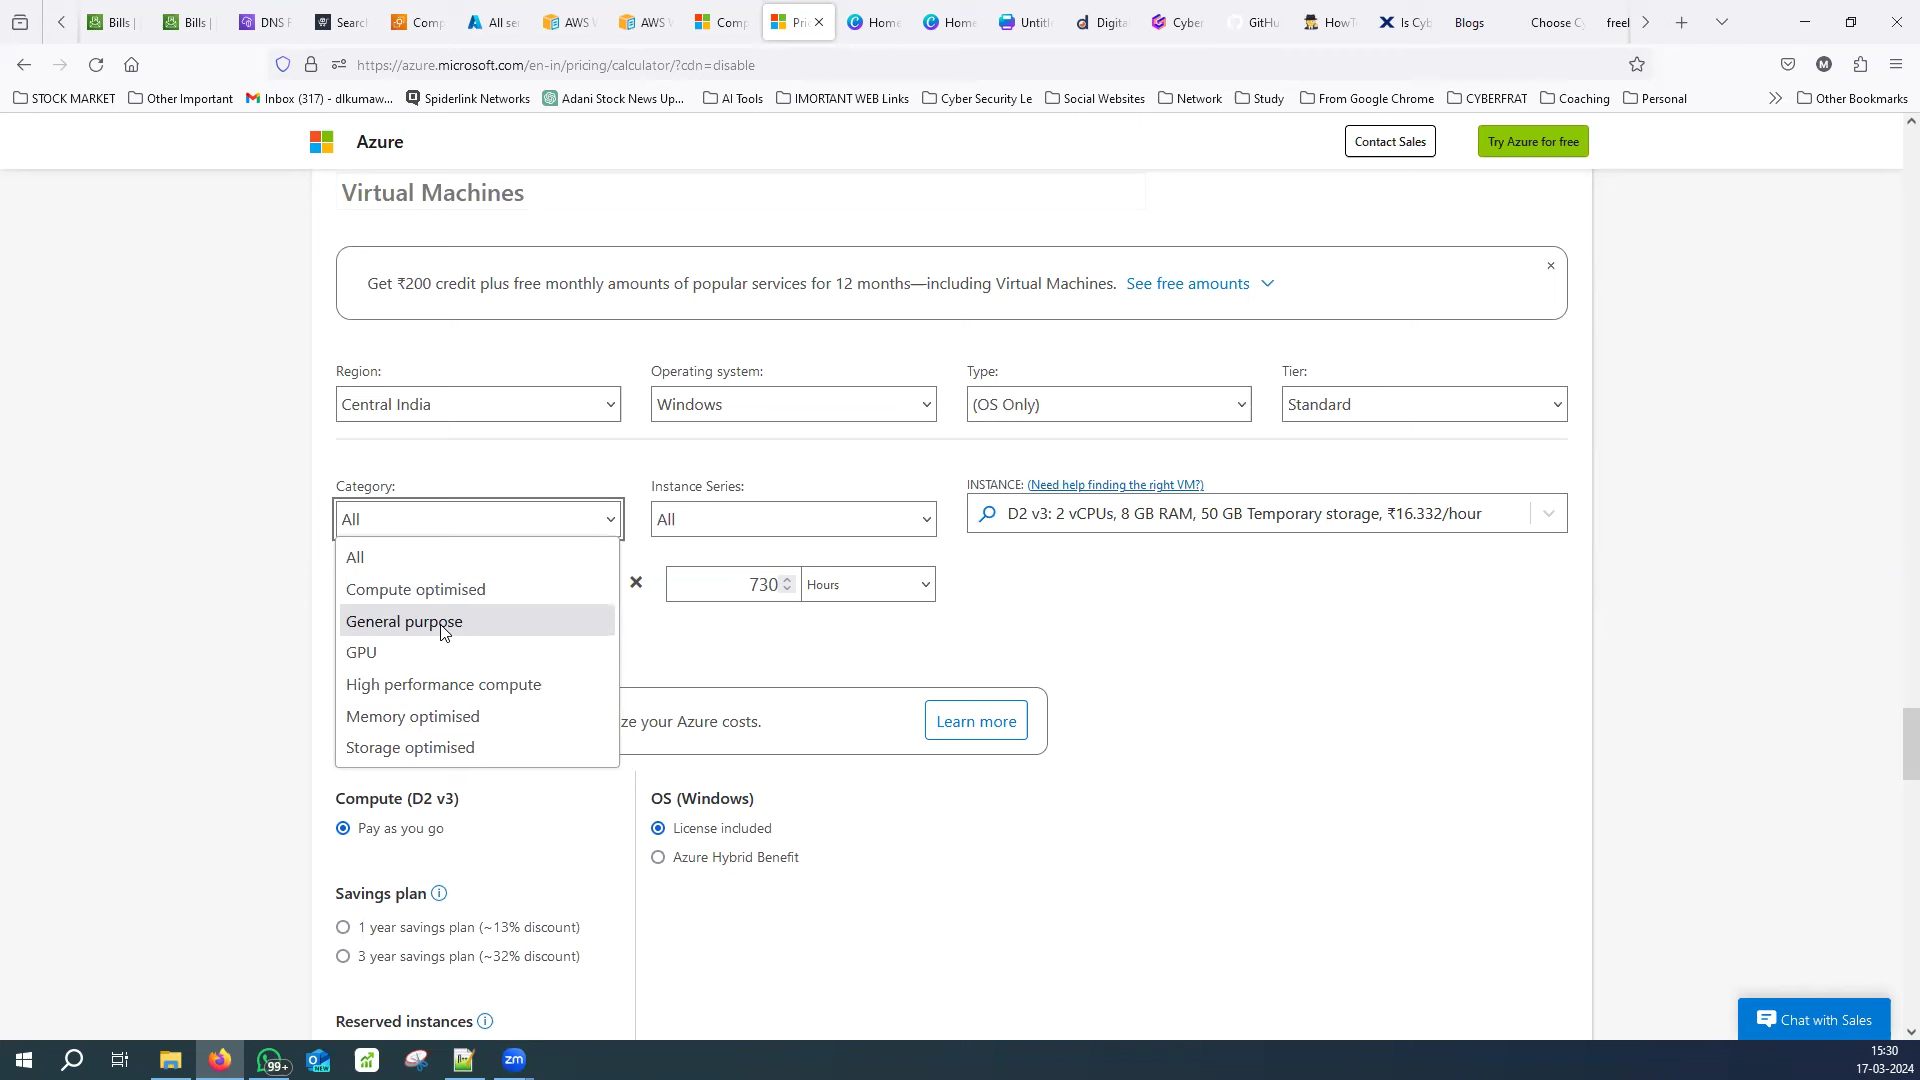 Bills |
Bills |
DNS F
Searc
Comp
All se
AWS V
AWS V
Comp
Pric
Home
Home
Untitl
Digita
Cyber
GitHu
HowT
Is Cyb
Blogs
Choose Cy
freel
https://azure.microsoft.com/en-in/pricing/calculator/?cdn=disable
M
STOCK MARKET
Other Important
Inbox (317) - dlkumaw...
Spiderlink Networks
Adani Stock News Up...
AI Tools
IMORTANT WEB Links
Cyber Security Le
Social Websites
Network
Study
From Google Chrome
CYBERFRAT
Coaching
Personal
Other Bookmarks
Azure
Contact Sales
Try Azure for free
Virtual Machines
Get ₹200 credit plus free monthly amounts of popular services for 12 months—including Virtual Machines. See free amounts
Region:
Operating system:
Type:
Tier:
Central India
Windows
(OS Only)
Standard
Category:
Instance Series:
INSTANCE: (Need help finding the right VM?)
All
All
D2 v3: 2 vCPUs, 8 GB RAM, 50 GB Temporary storage, ₹16.332/hour
All
Compute optimised
General purpose
GPU
High performance compute
Memory optimised
Storage optimised
730
Hours
ze your Azure costs.
Learn more
Compute (D2 v3)
Pay as you go
OS (Windows)
License included
Azure Hybrid Benefit
Savings plan
1 year savings plan (~13% discount)
3 year savings plan (~32% discount)
Reserved instances
Chat with Sales
99+
NEW
zm
15:30
17-03-2024